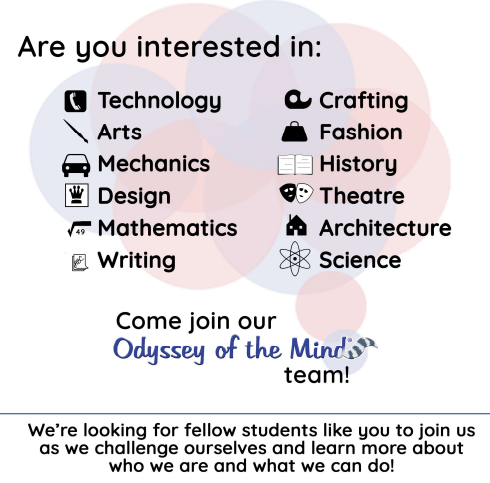 Are you interested in:
Technology
Arts
Mechanics
Design
√49 Mathematics
Writing
Crafting
Fashion
History
Theatre
Architecture
Science
Come join our
Odyssey of the Mind
team!
We're looking for fellow students like you to join us
as we challenge ourselves and learn more about
who we are and what we can do!